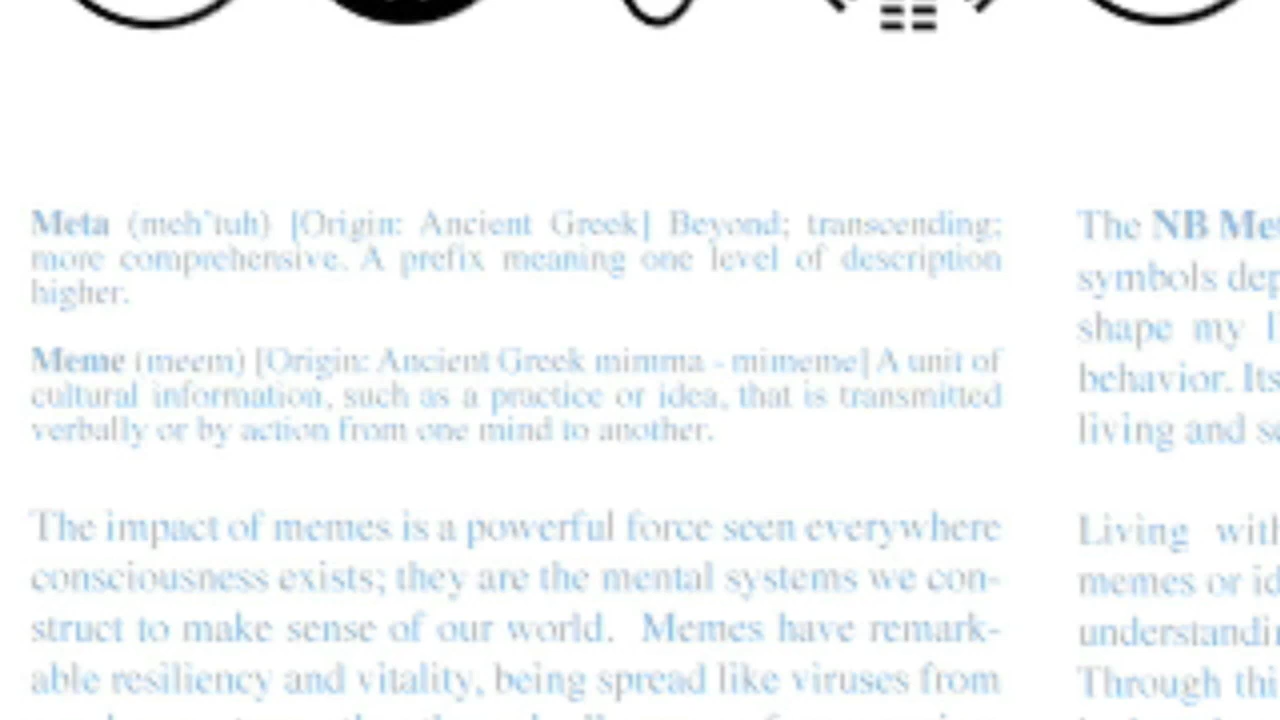 Meta (meh'tuh) [Origin: Ancient Greek] Beyond; transcending;
more comprehensive. A prefix meaning one level of description
higher.
Meme (meem) [Origin: Ancient Greek mimma - mimeme] A unit of
cultural information, such as a practice or idea, that is transmitted
verbally or by action from one mind to another.
The impact of memes is a powerful force seen everywhere
consciousness exists; they are the mental systems we con-
struct to make sense of our world. Memes have remark-
able resiliency and vitality, being spread like viruses from
The NB
symbols
shape my
behavior. Its
living and
Living with
memes or
Through